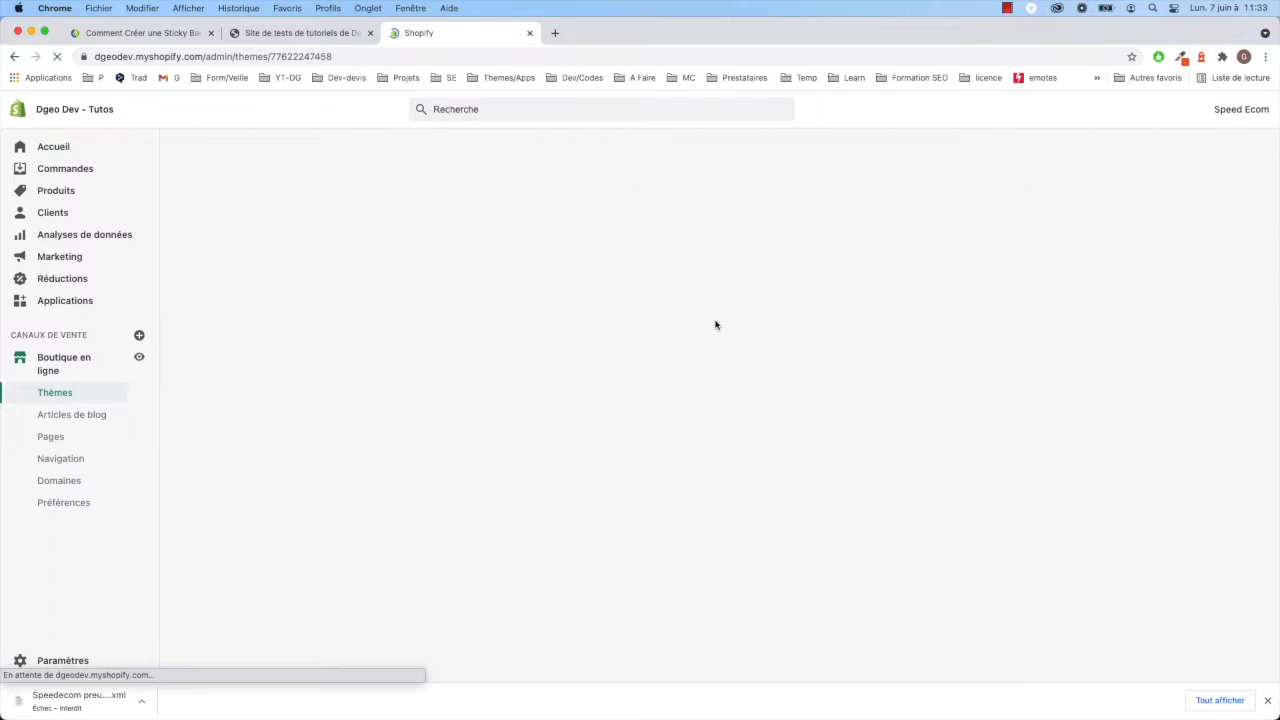 Chrome Fichier Modifier Afficher Historique Favoris Profils Onglet Fenêtre Aide Lun. 7 juin à 11:33
Comment Créer une Sticky Ba Site de tests de tutoriels de Dg Shopify
dgeodev.myshopify.com/admin/themes/77622247458 G
Applications P Trad G Form/Veille YT-DG Dev-devis Projets SE Themes/Apps Dev/Codes A Faire MC Prestataires Temp Learn Formation SEO licence emotes » Autres favoris Liste de lecture
Dgeo Dev - Tutos Recherche Speed Ecom
Accueil
Commandes
Produits
Clients
Analyses de données
Marketing
Réductions
Applications
CANAUX DE VENTE
Boutique en
ligne
Thèmes
Articles de blog
Pages
Navigation
Domaines
Préférences
Paramètres
En attente de dgeodev.myshopify.com...
Speedecom preu....xml
Échec – Interdit
Tout afficher